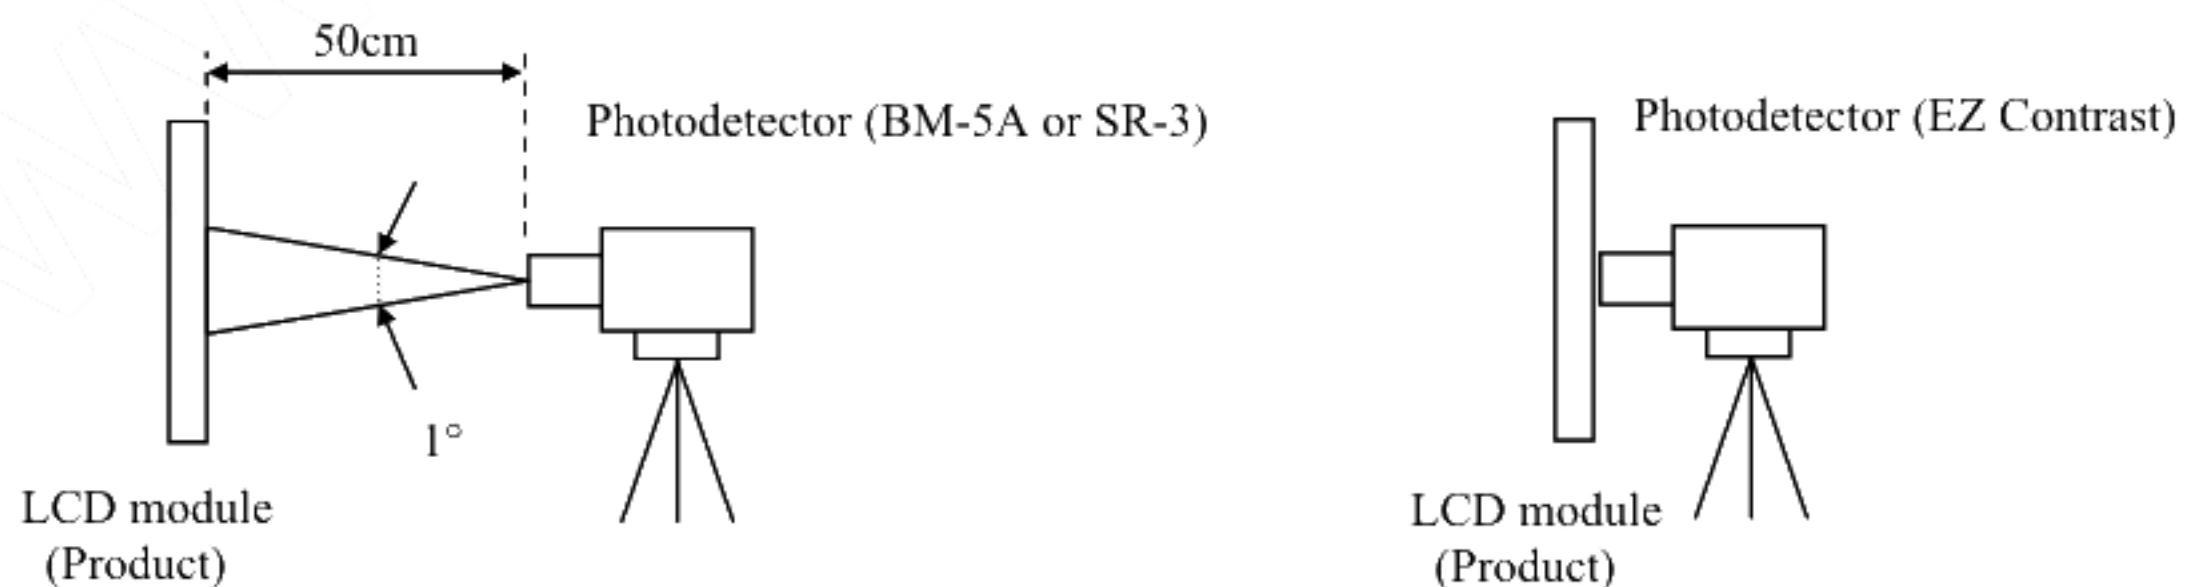 50cm
Photodetector (BM-5A or SR-3)
1°
LCD module
(Product)
Photodetector (EZ Contrast)
LCD module
(Product)